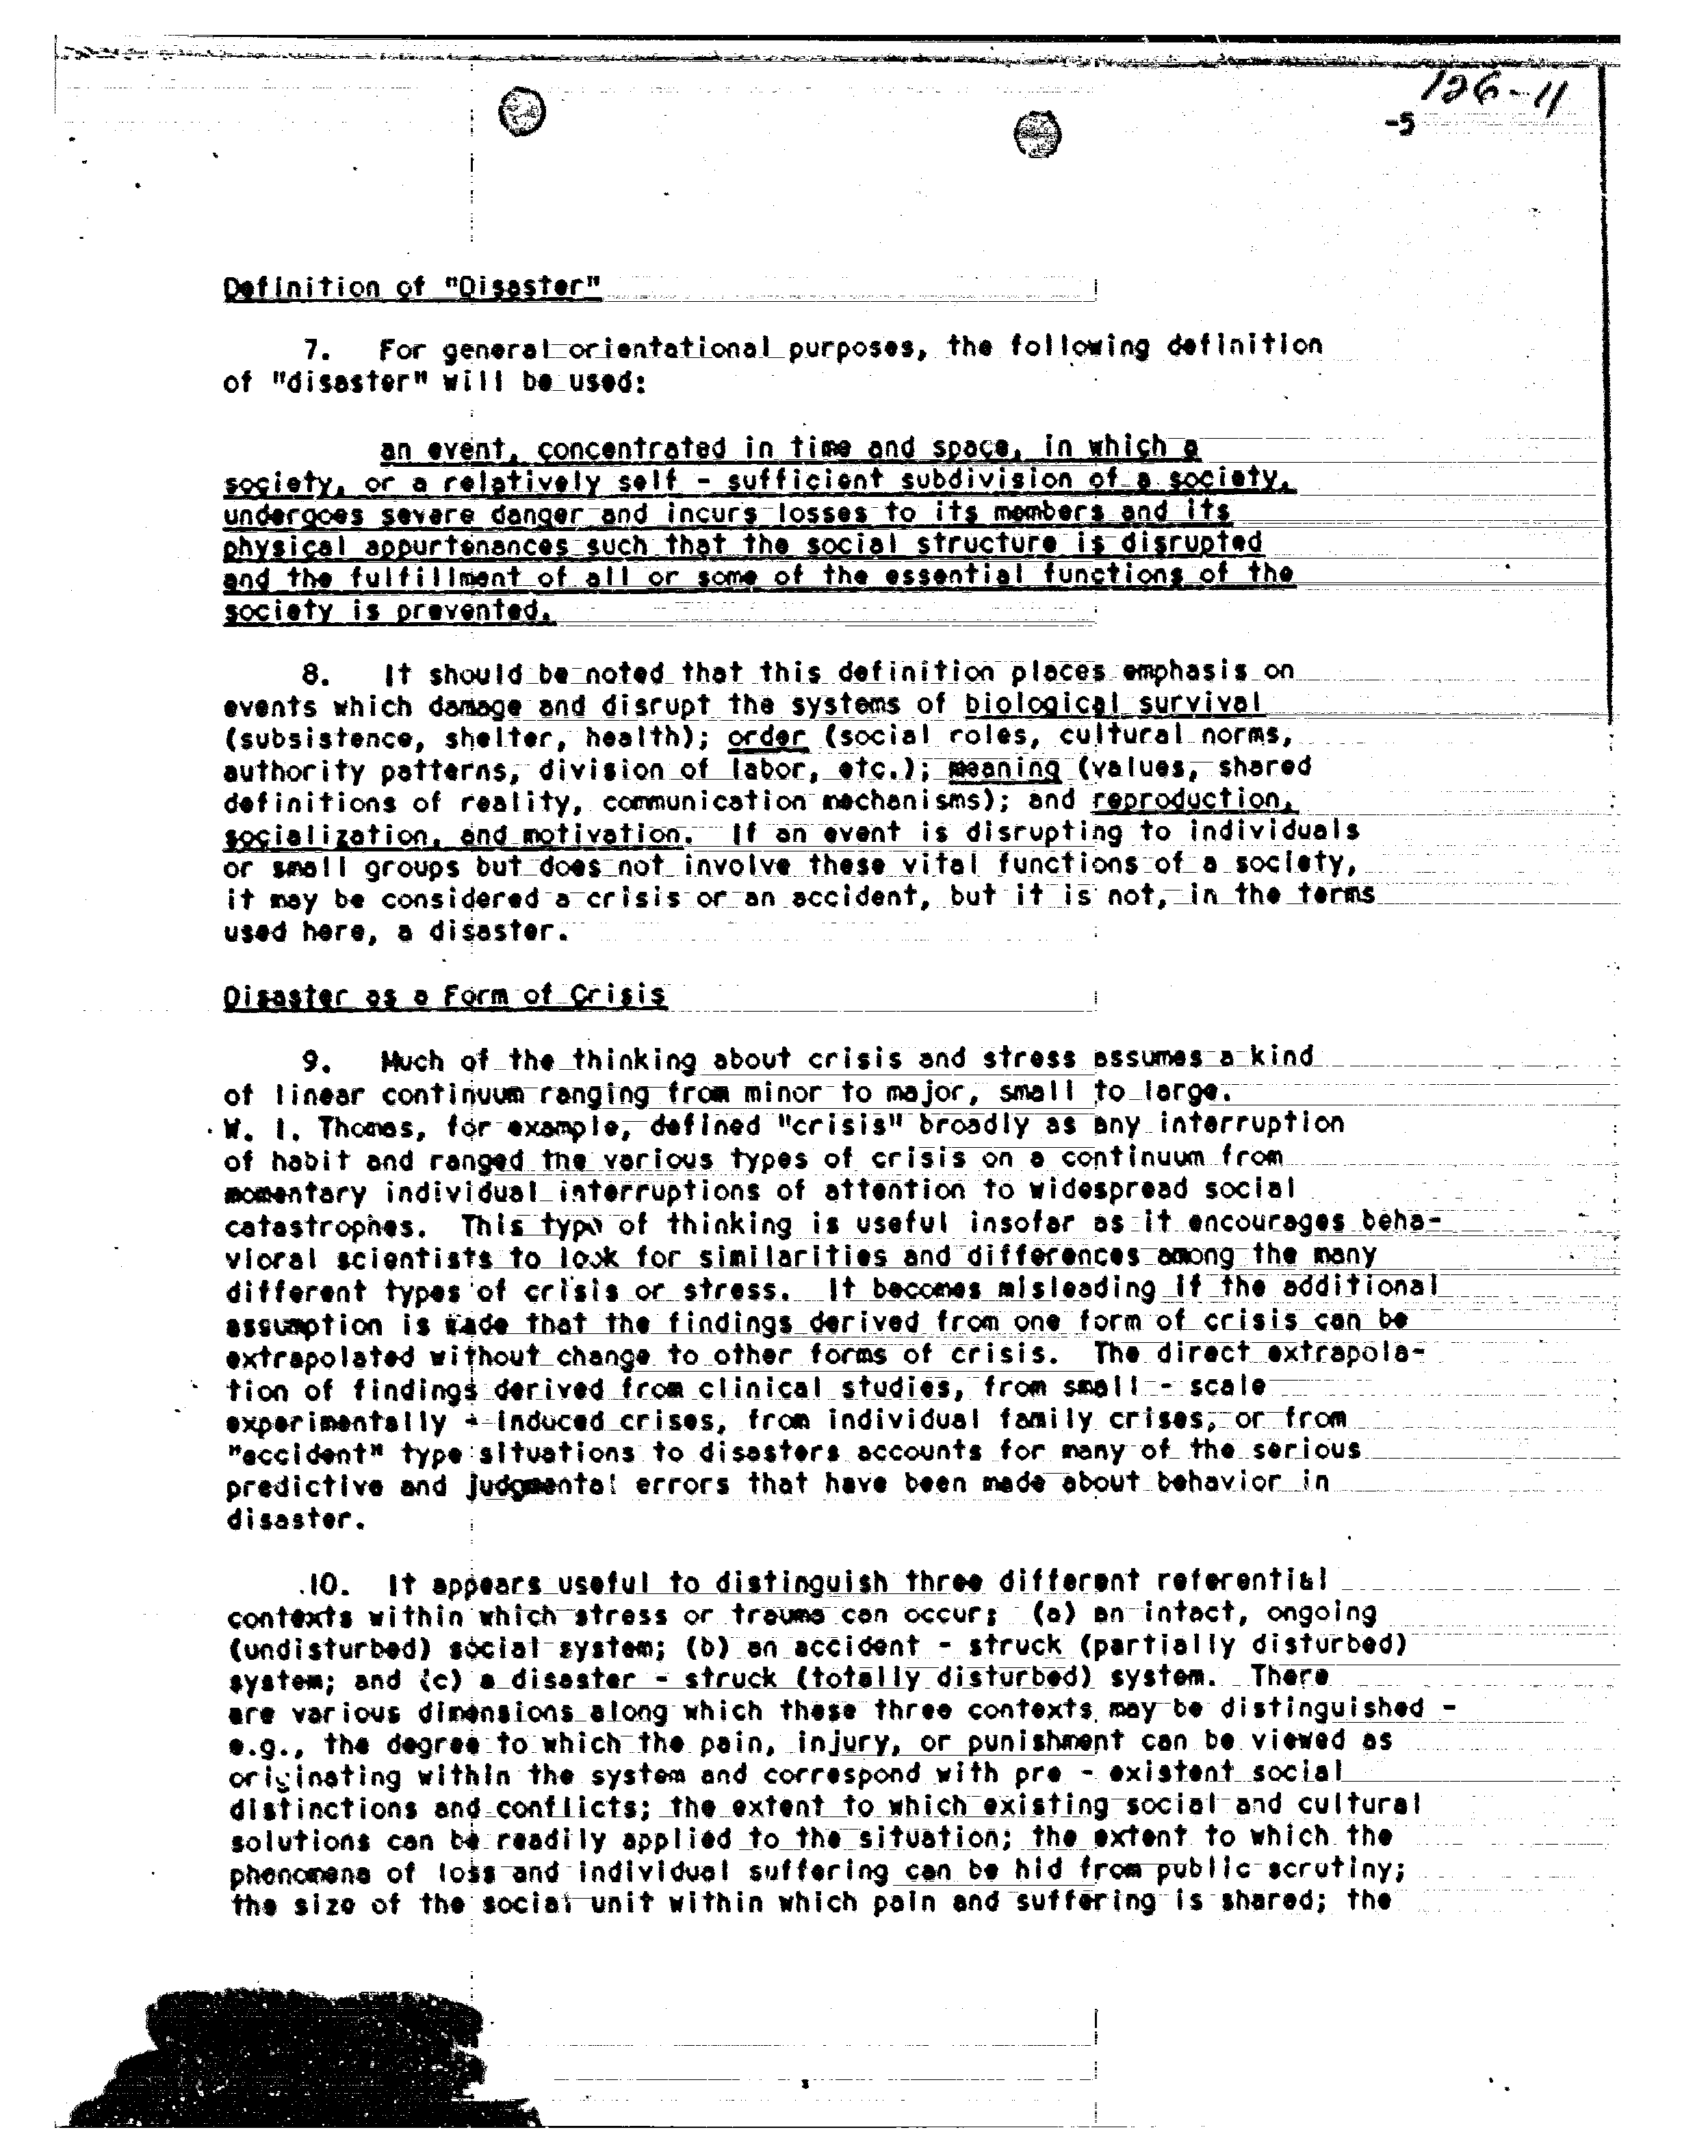 126-11
-5
Definition of "Disaster"
7. For general orientational purposes, the following definition
of "disaster" will be used:
an event, concentrated in time and space, in which a
society, or a relatively self - sufficient subdivision of a society,
undergoes severe danger and incurs losses to its members and its
physical appurtenances such that the social structure is disrupted
and the fulfillment of all or some of the essential functions of the
society is prevented.
8. It should be noted that this definition places emphasis on
events which damage and disrupt the systems of biological survival
(subsistence, shelter, health); order (social roles, cultural norms,
authority patterns, division of labor, etc.); meaning (values, shared
definitions of reality, communication mechanisms); and reproduction,
socialization, and motivation. If an event is disrupting to individuals
or small groups but does not involve these vital functions of a society,
it may be considered a crisis or an accident, but it is not, in the terms
used here, a disaster.
Disaster as a Form of Crisis
9. Much of the thinking about crisis and stress assumes a kind
of linear continuum ranging from minor to major, small to large.
W. I. Thomas, for example, defined "crisis" broadly as any interruption
of habit and ranged the various types of crisis on a continuum from
momentary individual interruptions of attention to widespread social
catastrophes. This type of thinking is useful insofar as it encourages beha-
vioral scientists to look for similarities and differences among the many
different types of crisis or stress. It becomes misleading if the additional
assumption is made that the findings derived from one form of crisis can be
extrapolated without change to other forms of crisis. The direct extrapola-
tion of findings derived from clinical studies, from small - scale
experimentally - induced crises, from individual family crises, or from
"accident" type situations to disasters accounts for many of the serious
predictive and judgmental errors that have been made about behavior in
disaster.
10. It appears useful to distinguish three different referential
contexts within which stress or trauma can occur: (a) an intact, ongoing
(undisturbed) social system; (b) an accident - struck (partially disturbed)
system; and (c) a disaster - struck (totally disturbed) system. There
are various dimensions along which these three contexts may be distinguished -
e.g., the degree to which the pain, injury, or punishment can be viewed as
originating within the system and correspond with pre - existent social
distinctions and conflicts; the extent to which existing social and cultural
solutions can be readily applied to the situation; the extent to which the
phenomena of loss and individual suffering can be hid from public scrutiny;
the size of the social unit within which pain and suffering is shared; the